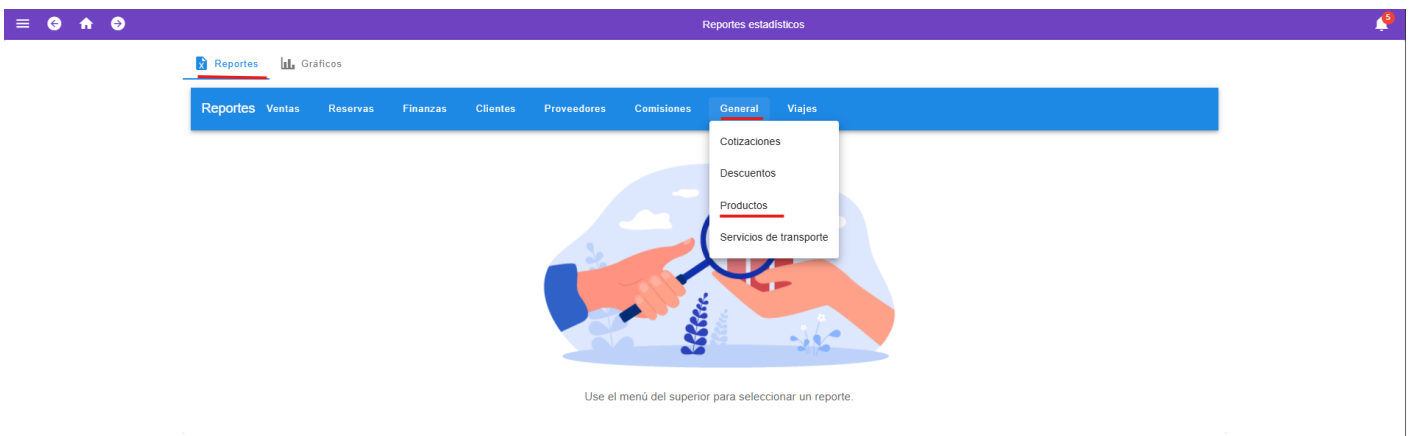 Reportes estadísticos
5
Reportes Gráficos
Reportes Ventas Reservas Finanzas Clientes Proveedores Comisiones General Viajes
Cotizaciones
Descuentos
Productos
Servicios de transporte
Use el menú del superior para seleccionar un reporte.